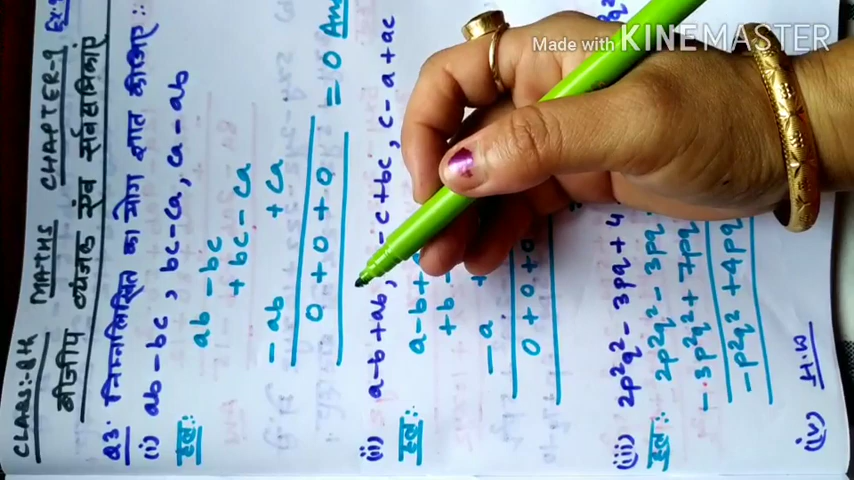 CLASS:-8th MATHS CHAPTER-9
बीजीय व्यंजक एवं सर्वसमिकाएं
Q3. निम्नलिखित का योग ज्ञात कीजिए :-
(i) ab-bc, bc-ca, ca-ab
हल:-
ab - bc
+ bc - ca
- ab + ca
0 + 0 + 0 = 0 Ans
(ii) a-b+ab, -c+bc, c-a+ac
हल:-
a-b+
+b-
-a +
0+0+0
(iii) 2p²q²-3pq+4
हल:- 2p²q²-3pq
-3p²q²+7pq
-p²q²+4pq
(iv) H.W
Made with KINEMASTER